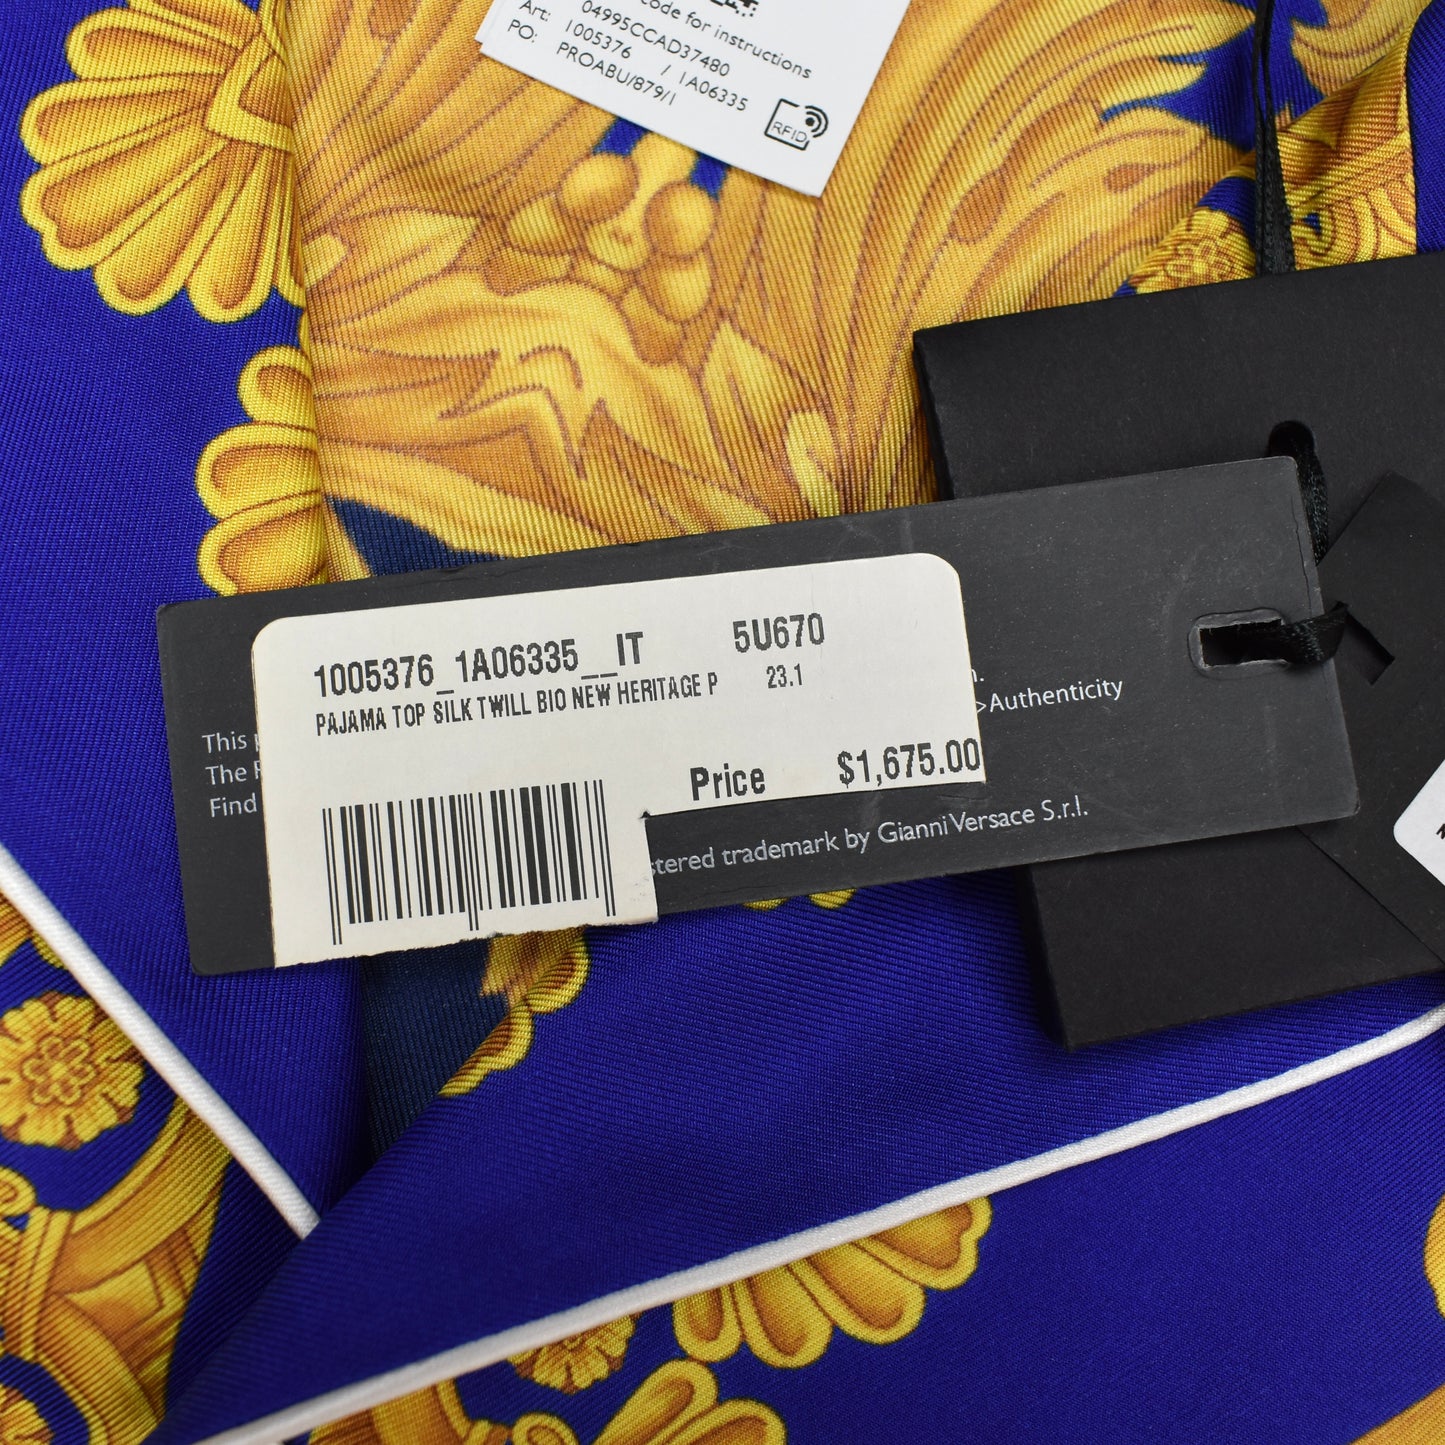 code for instructions
04995CCAD37480
Art: 1005376 / 1A06335
PO: PROABU/879/1
RFID
1005376_1A06335__IT 5U670
PAJAMA TOP SILK TWILL BIO NEW HERITAGE P 23.1
Price $1,675.00
This
The
Find
>Authenticity
stered trademark by Gianni Versace S.r.l.